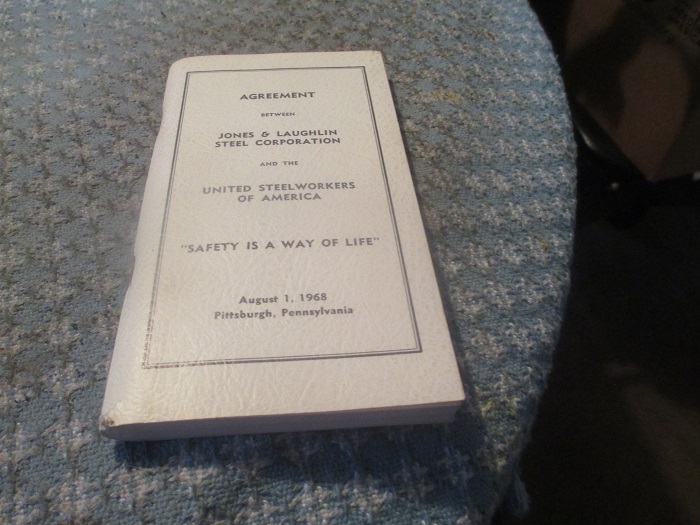 AGREEMENT
BETWEEN
JONES & LAUGHLIN
STEEL CORPORATION
AND THE
UNITED STEELWORKERS
OF AMERICA
"SAFETY IS A WAY OF LIFE"
August 1, 1968
Pittsburgh, Pennsylvania